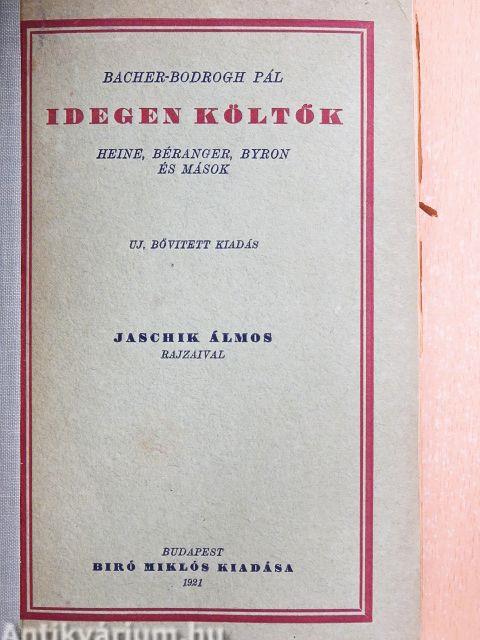 BACHER-BODROGH PÁL
IDEGEN KÖLTŐK
HEINE, BÉRANGER, BYRON
ÉS MÁSOK
UJ, BŐVITETT KIADÁS
JASCHIK ÁLMOS
RAJZAIVAL
BUDAPEST
BIRÓ MIKLÓS KIADÁSA
1921
Antikvárium.hu